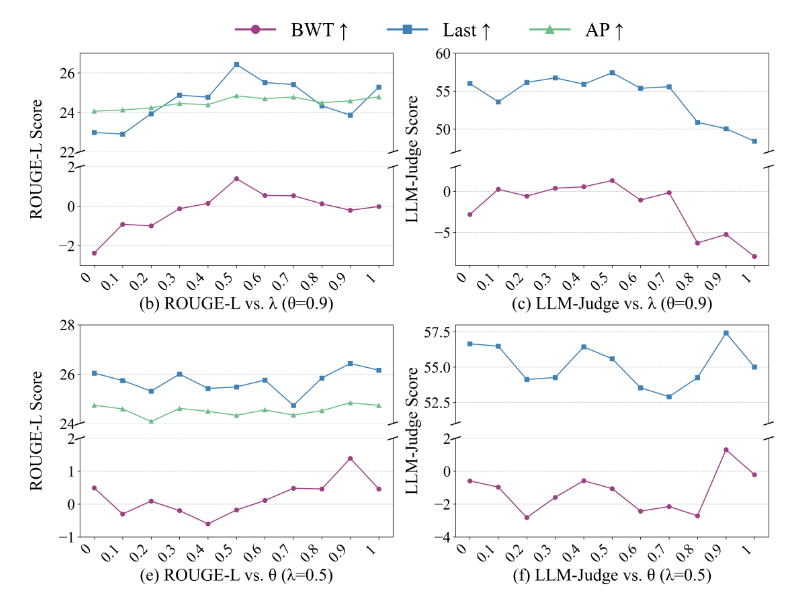 BWT ↑ Last ↑ AP ↑
ROUGE-L Score
26
24
22
2
0
−2
0 0.1 0.2 0.3 0.4 0.5 0.6 0.7 0.8 0.9 1
(b) ROUGE-L vs. λ (θ=0.9)
LLM-Judge Score
60
55
50
0
−5
0 0.1 0.2 0.3 0.4 0.5 0.6 0.7 0.8 0.9 1
(c) LLM-Judge vs. λ (θ=0.9)
ROUGE-L Score
28
26
24
2
1
0
−1
0 0.1 0.2 0.3 0.4 0.5 0.6 0.7 0.8 0.9 1
(e) ROUGE-L vs. θ (λ=0.5)
LLM-Judge Score
57.5
55.0
52.5
2
0
−2
−4
0 0.1 0.2 0.3 0.4 0.5 0.6 0.7 0.8 0.9 1
(f) LLM-Judge vs. θ (λ=0.5)